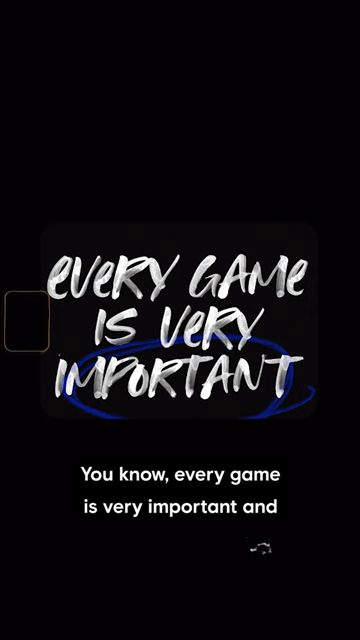 eveRY GAMe
IS VeRY
IMPORTANT
You know, every game
is very important and